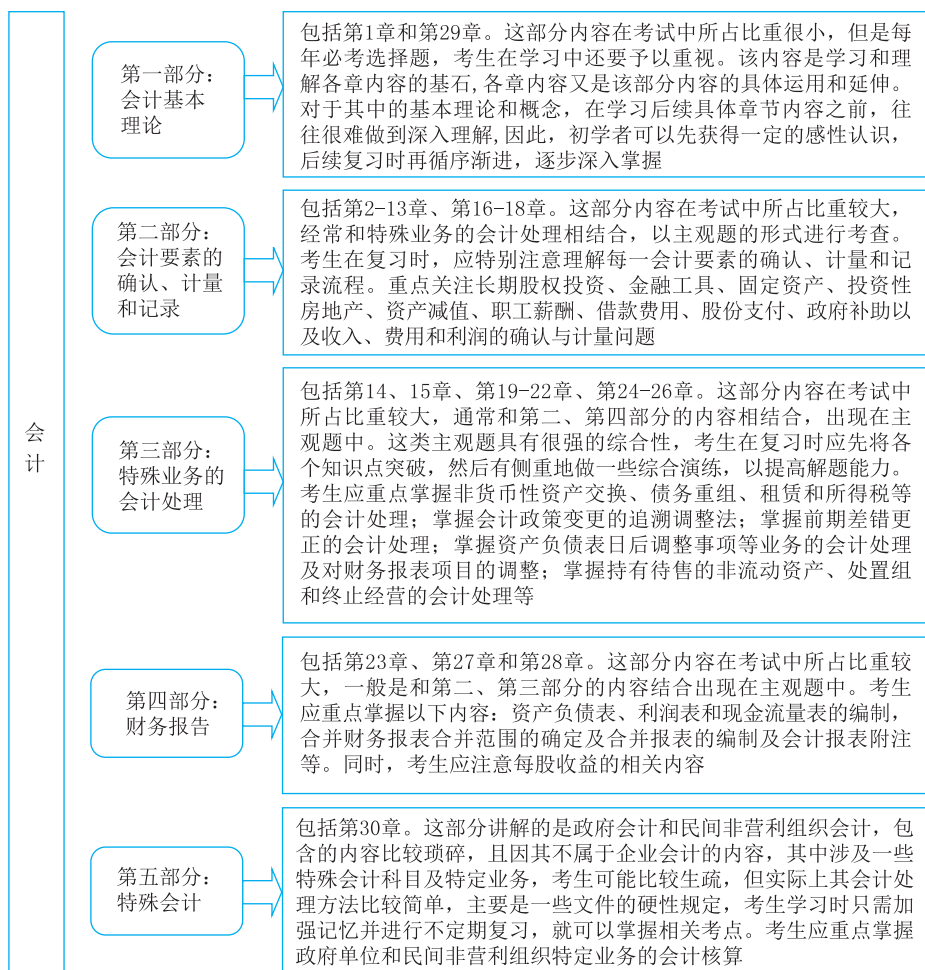 会
计
第一部分：
会计基本
理论
包括第1章和第29章。这部分内容在考试中所占比重很小，但是每
年必考选择题，考生在学习中还要予以重视。该内容是学习和理
解各章内容的基石,各章内容又是该部分内容的具体运用和延伸。
对于其中的基本理论和概念，在学习后续具体章节内容之前，往
往很难做到深入理解,因此，初学者可以先获得一定的感性认识，
后续复习时再循序渐进，逐步深入掌握
第二部分：
会计要素的
确认、计量
和记录
包括第2-13章、第16-18章。这部分内容在考试中所占比重较大，
经常和特殊业务的会计处理相结合，以主观题的形式进行考查。
考生在复习时，应特别注意理解每一会计要素的确认、计量和记
录流程。重点关注长期股权投资、金融工具、固定资产、投资性
房地产、资产减值、职工薪酬、借款费用、股份支付、政府补助以
及收入、费用和利润的确认与计量问题
第三部分：
特殊业务的
会计处理
包括第14、15章、第19-22章、第24-26章。这部分内容在考试中
所占比重较大，通常和第二、第四部分的内容相结合，出现在主
观题中。这类主观题具有很强的综合性，考生在复习时应先将各
个知识点突破，然后有侧重地做一些综合演练，以提高解题能力。
考生应重点掌握非货币性资产交换、债务重组、租赁和所得税等
的会计处理；掌握会计政策变更的追溯调整法；掌握前期差错更
正的会计处理；掌握资产负债表日后调整事项等业务的会计处理
及对财务报表项目的调整；掌握持有待售的非流动资产、处置组
和终止经营的会计处理等
第四部分：
财务报告
包括第23章、第27章和第28章。这部分内容在考试中所占比重较
大，一般是和第二、第三部分的内容结合出现在主观题中。考生
应重点掌握以下内容：资产负债表、利润表和现金流量表的编制，
合并财务报表合并范围的确定及合并报表的编制及会计报表附注
等。同时，考生应注意每股收益的相关内容
第五部分：
特殊会计
包括第30章。这部分讲解的是政府会计和民间非营利组织会计，包
含的内容比较琐碎，且因其不属于企业会计的内容，其中涉及一些
特殊会计科目及特定业务，考生可能比较生疏，但实际上其会计处
理方法比较简单，主要是一些文件的硬性规定，考生学习时只需加
强记忆并进行不定期复习，就可以掌握相关考点。考生应重点掌握
政府单位和民间非营利组织特定业务的会计核算